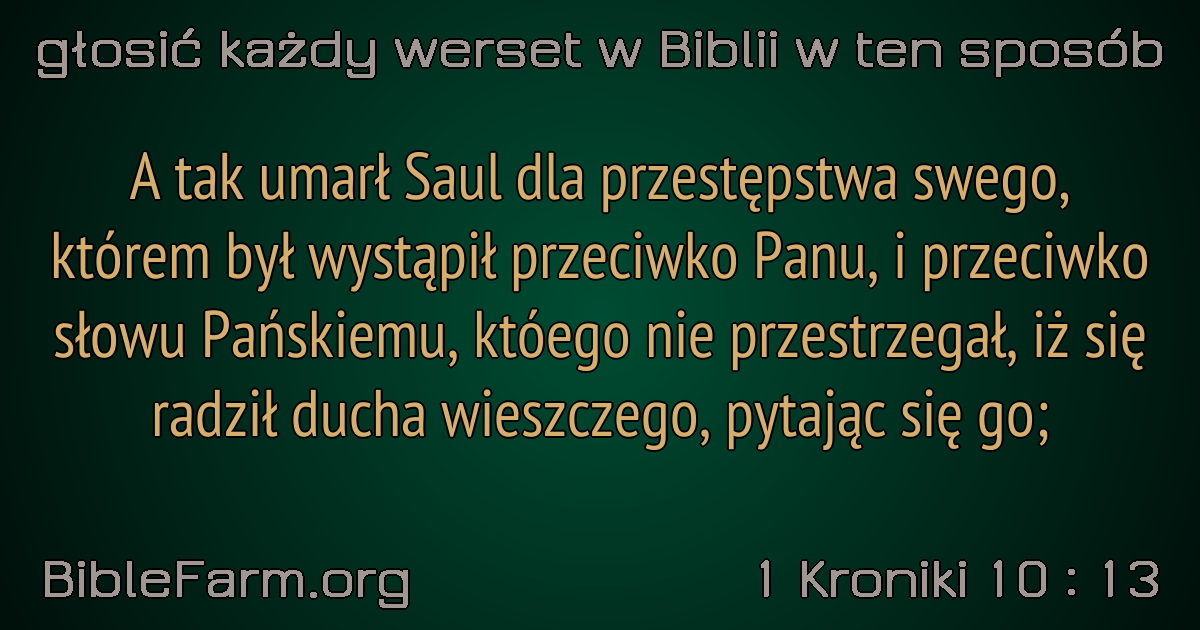 głosić każdy werset w Biblii w ten sposób
A tak umarł Saul dla przestępstwa swego,
którem był wystąpił przeciwko Panu, i przeciwko
słowu Pańskiemu, któego nie przestrzegał, iż się
radził ducha wieszczego, pytając się go;
BibleFarm.org
1 Kroniki 10 : 13